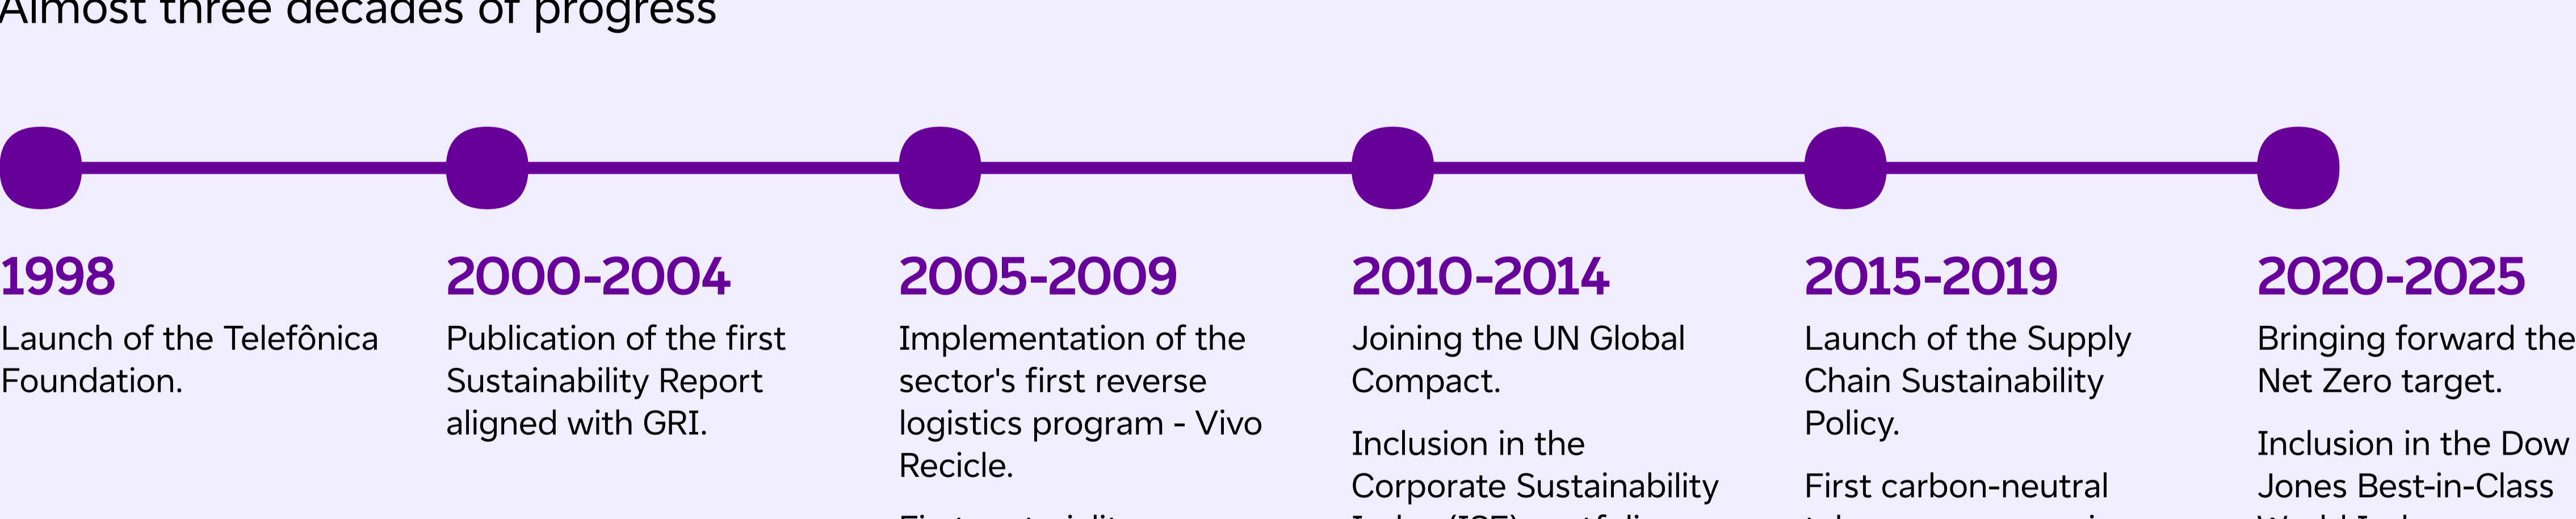 Almost three decades of progress
1998
Launch of the Telefônica
Foundation.
2000-2004
Publication of the first
Sustainability Report
aligned with GRI.
2005-2009
Implementation of the
sector's first reverse
logistics program - Vivo
Recicle.
2010-2014
Joining the UN Global
Compact.
Inclusion in the
Corporate Sustainability
2015-2019
Launch of the Supply
Chain Sustainability
Policy.
First carbon-neutral
2020-2025
Bringing forward the
Net Zero target.
Inclusion in the Dow
Jones Best-in-Class